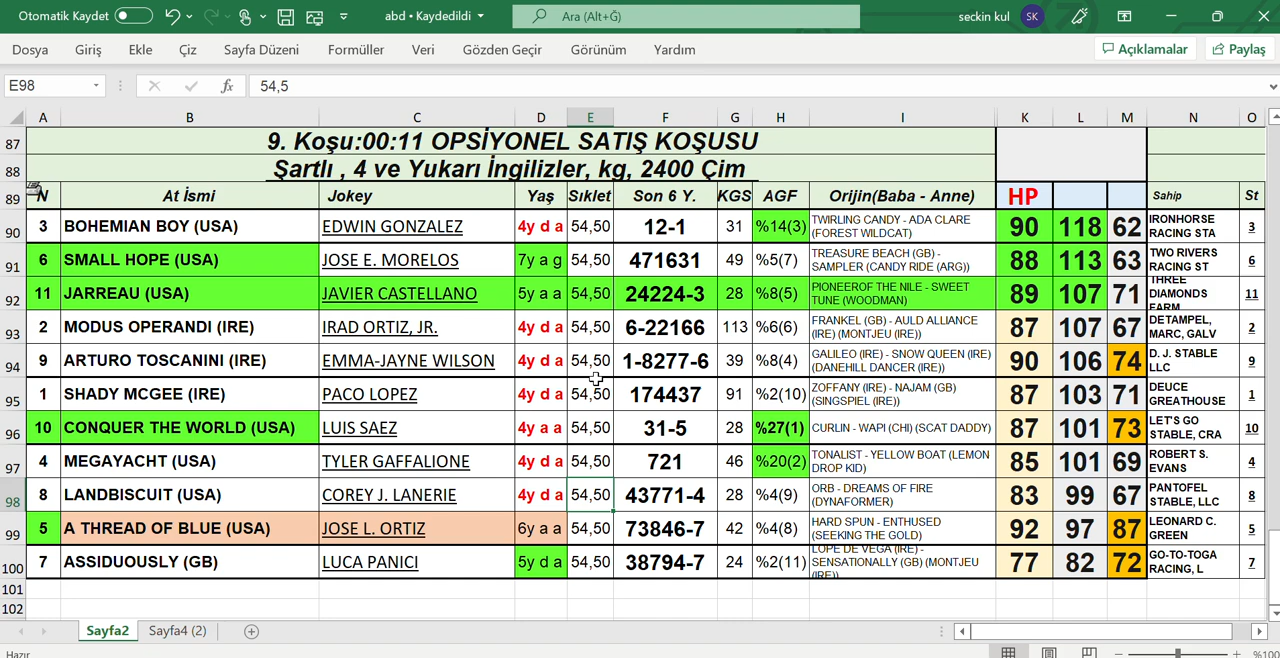 Otomatik Kaydet
abd • Kaydedildi
Ara (Alt+Ğ)
seckin kul
SK
Dosya Giriş Ekle Çiz Sayfa Düzeni Formüller Veri Gözden Geçir Görünüm Yardım
Açıklamalar
Paylaş
E98
fx
54,5
A B C D E F G H I K L M N O
87 9. Koşu:00:11 OPSİYONEL SATIŞ KOŞUSU
88 Şartlı , 4 ve Yukarı İngilizler, kg, 2400 Çim
89 N At İsmi Jokey Yaş Sıklet Son 6 Y. KGS AGF Orijin(Baba - Anne) HP Sahip St
90 3 BOHEMIAN BOY (USA) EDWIN GONZALEZ 4y d a 54,50 12-1 31 %14(3) TWIRLING CANDY - ADA CLARE (FOREST WILDCAT) 90 118 62 IRONHORSE RACING STA 3
91 6 SMALL HOPE (USA) JOSE E. MORELOS 7y a g 54,50 471631 49 %5(7) TREASURE BEACH (GB) - SAMPLER (CANDY RIDE (ARG)) 88 113 63 TWO RIVERS RACING ST 6
92 11 JARREAU (USA) JAVIER CASTELLANO 5y a a 54,50 24224-3 28 %8(5) PIONEEROF THE NILE - SWEET TUNE (WOODMAN) 89 107 71 THREE DIAMONDS FARM 11
93 2 MODUS OPERANDI (IRE) IRAD ORTIZ, JR. 4y d a 54,50 6-22166 113 %6(6) FRANKEL (GB) - AULD ALLIANCE (IRE) (MONTJEU (IRE)) 87 107 67 DETAMPEL, MARC, GALV 2
94 9 ARTURO TOSCANINI (IRE) EMMA-JAYNE WILSON 4y d a 54,50 1-8277-6 39 %8(4) GALILEO (IRE) - SNOW QUEEN (IRE) (DANEHILL DANCER (IRE)) 90 106 74 D. J. STABLE LLC 9
95 1 SHADY MCGEE (IRE) PACO LOPEZ 4y d a 54,50 174437 91 %2(10) ZOFFANY (IRE) - NAJAM (GB) (SINGSPIEL (IRE)) 87 103 71 DEUCE GREATHOUSE 1
96 10 CONQUER THE WORLD (USA) LUIS SAEZ 4y a a 54,50 31-5 28 %27(1) CURLIN - WAPI (CHI) (SCAT DADDY) 87 101 73 LET'S GO STABLE, CRA 10
97 4 MEGAYACHT (USA) TYLER GAFFALIONE 4y d a 54,50 721 46 %20(2) TONALIST - YELLOW BOAT (LEMON DROP KID) 85 101 69 ROBERT S. EVANS 4
98 8 LANDBISCUIT (USA) COREY J. LANERIE 4y d a 54,50 43771-4 28 %4(9) ORB - DREAMS OF FIRE (DYNAFORMER) 83 99 67 PANTOFEL STABLE, LLC 8
99 5 A THREAD OF BLUE (USA) JOSE L. ORTIZ 6y a a 54,50 73846-7 42 %4(8) HARD SPUN - ENTHUSED (SEEKING THE GOLD) 92 97 87 LEONARD C. GREEN 5
100 7 ASSIDUOUSLY (GB) LUCA PANICI 5y d a 54,50 38794-7 24 %2(11) LOPE DE VEGA (IRE) - SENSATIONALLY (GB) (MONTJEU (IRE)) 77 82 72 GO-TO-TOGA RACING, L 7
101
102
Sayfa2 Sayfa4 (2)
Hazır
%100